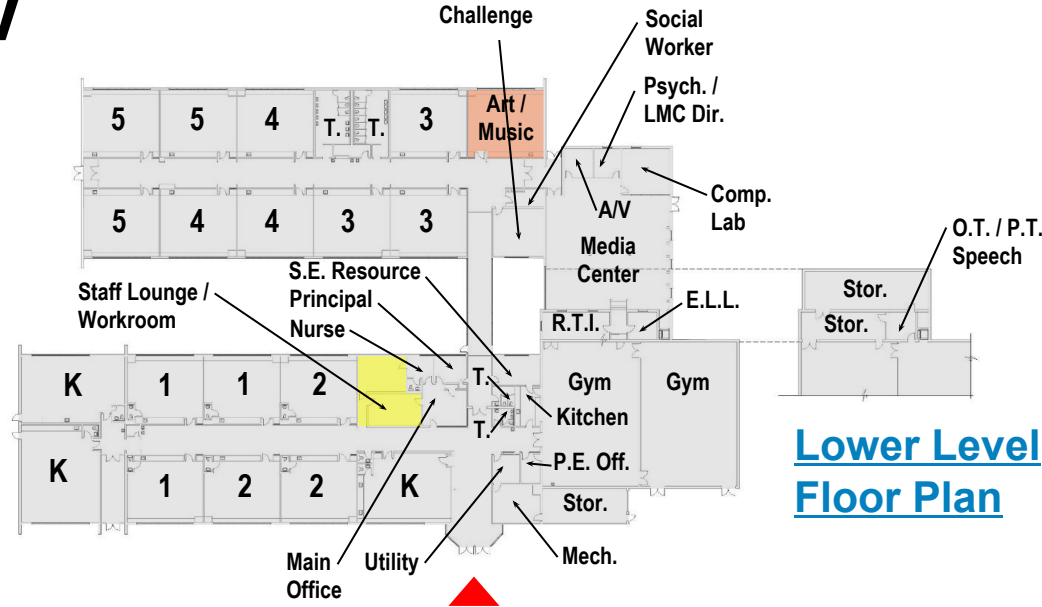 Challenge
Social
Worker
Psych. /
LMC Dir.
5
5
4
T.
T.
3
Art /
Music
Comp.
Lab
A/V
5
4
4
3
3
Media
Center
O.T. / P.T.
Speech
S.E. Resource
Principal
Nurse
Staff Lounge /
Workroom
E.L.L.
R.T.I.
Stor.
Stor.
K
1
1
2
T.
Gym
Gym
Kitchen
T.
K
1
2
2
K
P.E. Off.
Stor.
Lower Level
Floor Plan
Main
Office
Utility
Mech.